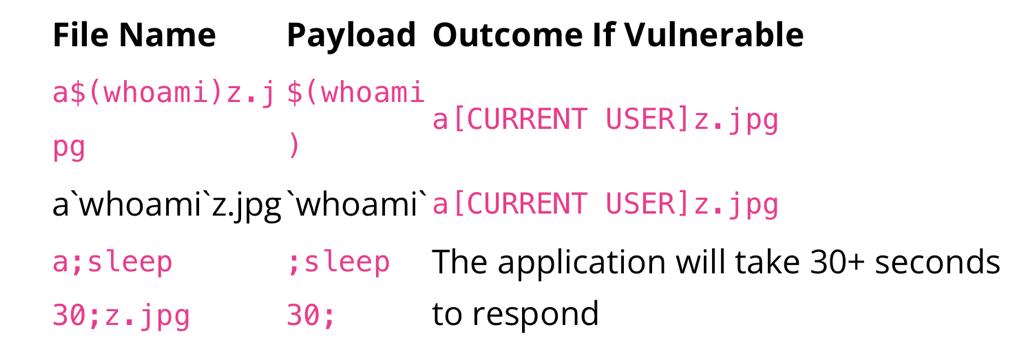 File Name Payload Outcome If Vulnerable
a$(whoami)z.j $(whoami
a[CURRENT USER]z.jpg
pg )
a`whoami`z.jpg `whoami` a[CURRENT USER]z.jpg
a;sleep ;sleep The application will take 30+ seconds
30;z.jpg 30; to respond